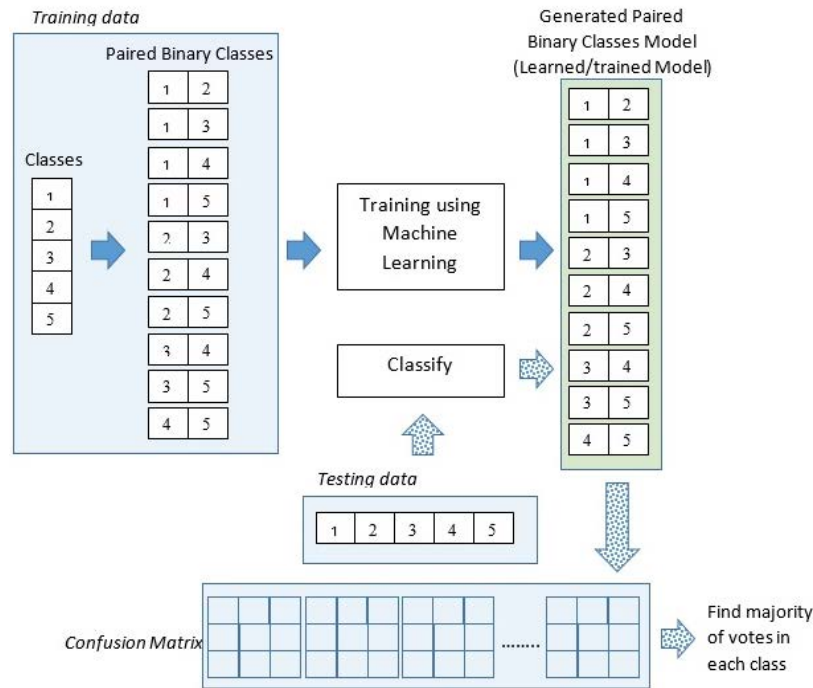 Training data
Paired Binary Classes
1 2
1 3
1 4
1 5
2 3
2 4
2 5
3 4
3 5
4 5
Classes
1
2
3
4
5
Training using
Machine
Learning
Generated Paired
Binary Classes Model
(Learned/trained Model)
1 2
1 3
1 4
1 5
2 3
2 4
2 5
3 4
3 5
4 5
Classify
Testing data
1 2 3 4 5
Confusion Matrix
........
Find majority
of votes in
each class